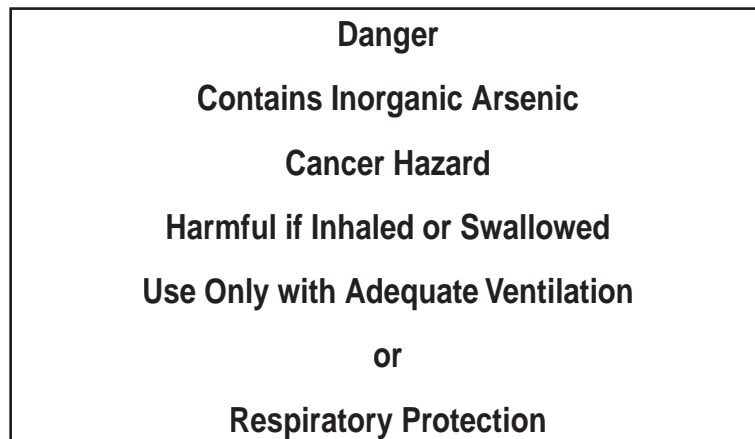 Danger
Contains Inorganic Arsenic
Cancer Hazard
Harmful if Inhaled or Swallowed
Use Only with Adequate Ventilation
or
Respiratory Protection